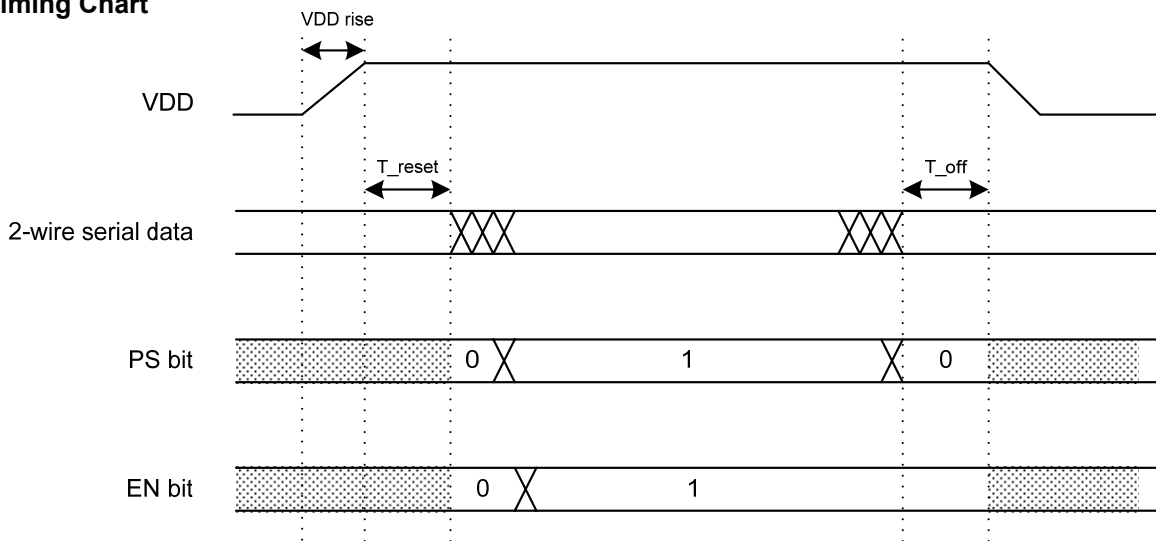 iming Chart
VDD rise
VDD
T_reset
T_off
2-wire serial data
PS bit
0
1
0
EN bit
0
1